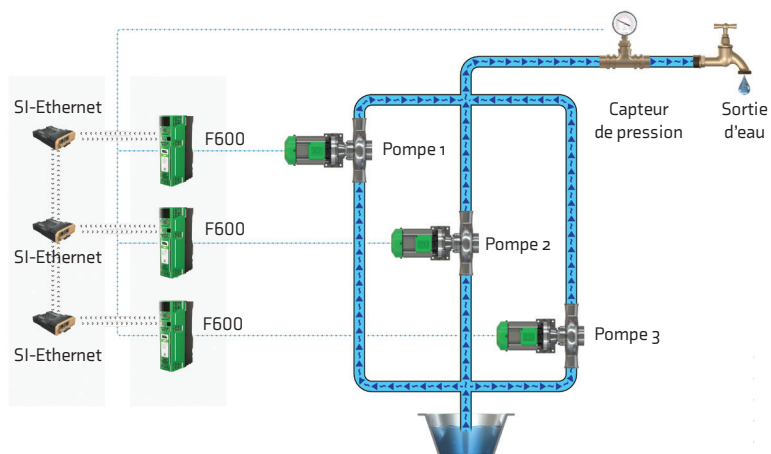 SI-Ethernet
F600
Pompe 1
Capteur
de pression
Sortie
d'eau
SI-Ethernet
F600
Pompe 2
SI-Ethernet
F600
Pompe 3